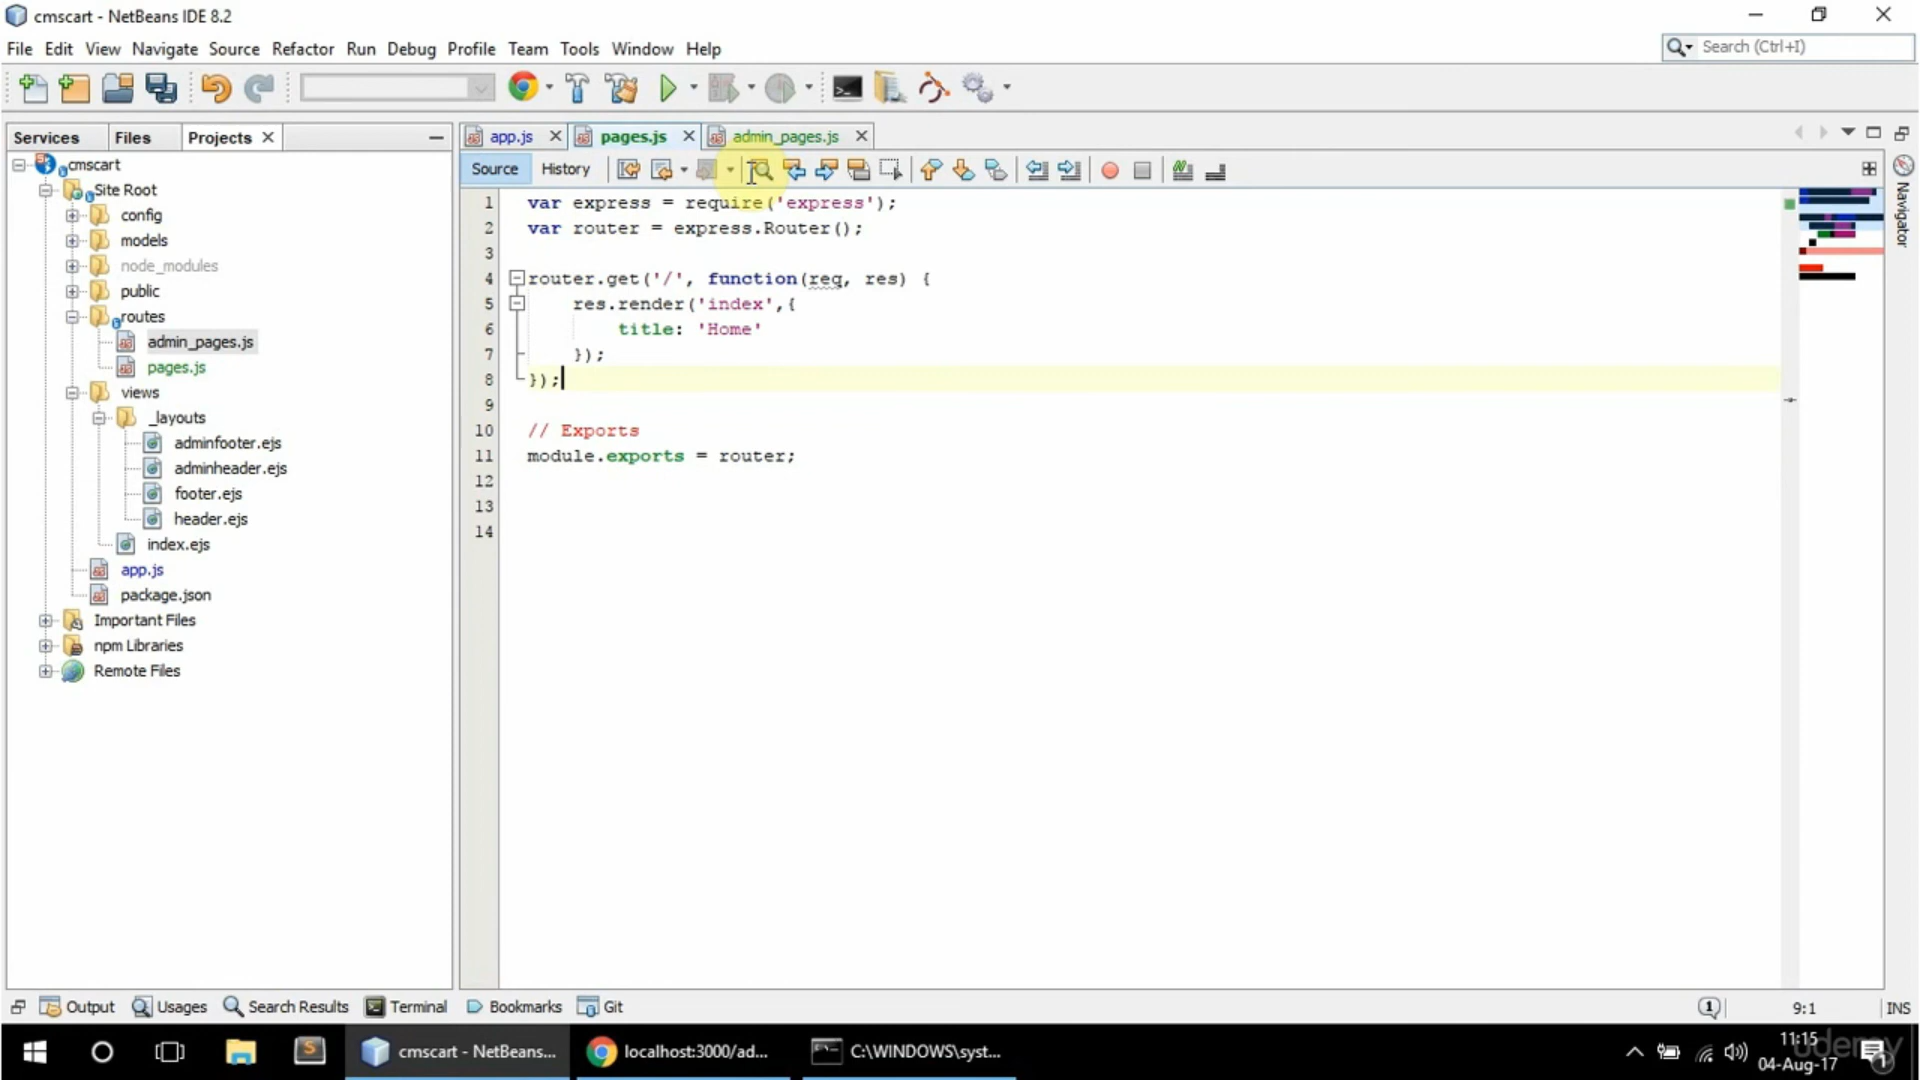 cmscart - NetBeans IDE 8.2
File Edit View Navigate Source Refactor Run Debug Profile Team Tools Window Help
Search (Ctrl+I)
Services Files Projects
app.js pages.js admin_pages.js
Source History
cmscart
Site Root
config
models
node_modules
public
routes
admin_pages.js
pages.js
views
_layouts
adminfooter.ejs
adminheader.ejs
footer.ejs
header.ejs
index.ejs
app.js
package.json
Important Files
npm Libraries
Remote Files
1 var express = require('express');
2 var router = express.Router();
3
4 router.get('/', function(req, res) {
5 res.render('index',{
6 title: 'Home'
7 });
8 });
9
10 // Exports
11 module.exports = router;
12
13
14
Navigator
Output Usages Search Results Terminal Bookmarks Git
1 9:1 INS
cmscart - NetBeans... localhost:3000/ad... C:\WINDOWS\syst...
11:15
04-Aug-17
udemy
1